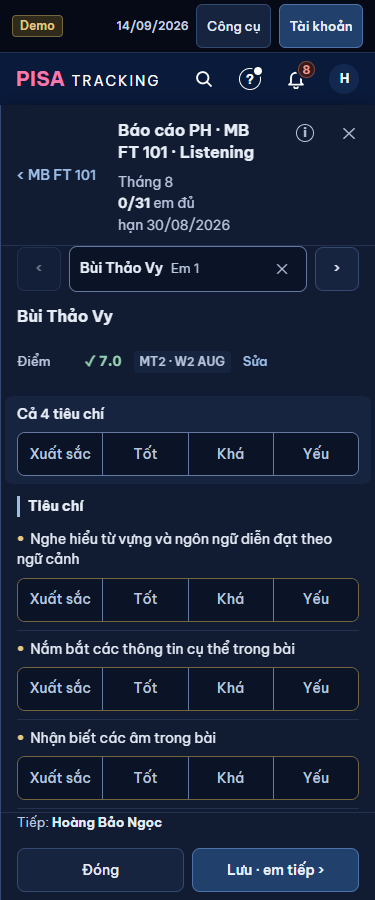 Demo
14/09/2026
Công cụ
Tài khoản
PISA TRACKING
?
8
H
‹ MB FT 101
Báo cáo PH · MB
FT 101 · Listening
Tháng 8
0/31 em đủ
hạn 30/08/2026
‹
Bùi Thảo Vy Em 1
›
Bùi Thảo Vy
Điểm ✓ 7.0 MT2 · W2 AUG Sửa
Cả 4 tiêu chí
Xuất sắc Tốt Khá Yếu
Tiêu chí
• Nghe hiểu từ vựng và ngôn ngữ diễn đạt theo
ngữ cảnh
Xuất sắc Tốt Khá Yếu
• Nắm bắt các thông tin cụ thể trong bài
Xuất sắc Tốt Khá Yếu
• Nhận biết các âm trong bài
Xuất sắc Tốt Khá Yếu
Tiếp: Hoàng Bảo Ngọc
Đóng
Lưu · em tiếp ›